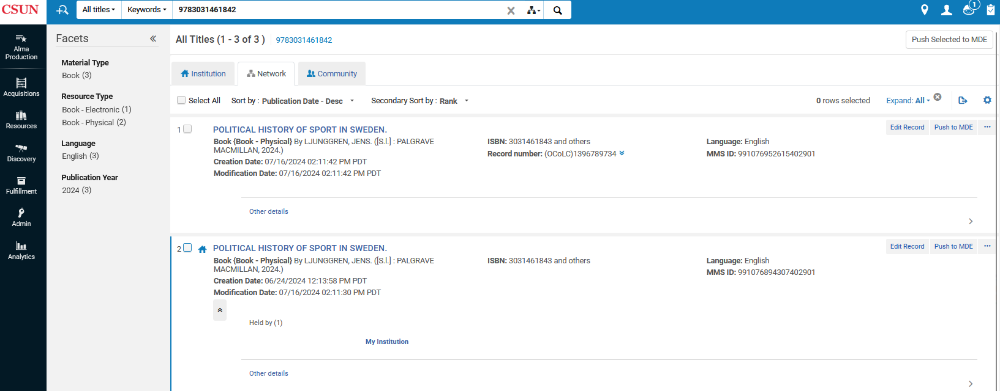 CSUN
All titles
Keywords
9783031461842
1
Alma
Production
Acquisitions
Resources
Discovery
Fulfillment
Admin
Analytics
Facets
Material Type
Book (3)
Resource Type
Book - Electronic (1)
Book - Physical (2)
Language
English (3)
Publication Year
2024 (3)
All Titles (1 - 3 of 3 ) 9783031461842
Push Selected to MDE
Institution
Network
Community
Select All Sort by : Publication Date - Desc Secondary Sort by : Rank 0 rows selected Expand: All
1 POLITICAL HISTORY OF SPORT IN SWEDEN.
Edit Record Push to MDE ...
Book {Book - Physical} By LJUNGGREN, JENS. ([S.l.] : PALGRAVE
MACMILLAN, 2024.)
Creation Date: 07/16/2024 02:11:42 PM PDT
Modification Date: 07/16/2024 02:11:42 PM PDT
ISBN: 3031461843 and others
Record number: (OCoLC)1396789734
Language: English
MMS ID: 991076952615402901
Other details
2 POLITICAL HISTORY OF SPORT IN SWEDEN.
Edit Record Push to MDE ...
Book {Book - Physical} By LJUNGGREN, JENS. ([S.l.] : PALGRAVE
MACMILLAN, 2024.)
Creation Date: 06/24/2024 12:13:58 PM PDT
Modification Date: 07/16/2024 02:11:30 PM PDT
ISBN: 3031461843 and others
Language: English
MMS ID: 991076894307402901
Held by (1)
My Institution
Other details